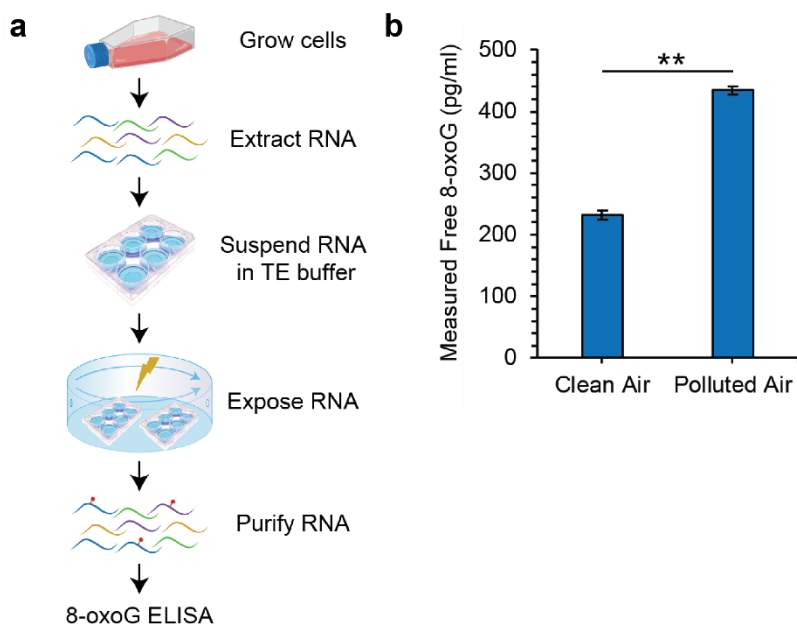 a
Grow cells
Extract RNA
Suspend RNA
in TE buffer
Expose RNA
Purify RNA
8-oxoG ELISA
b
Measured Free 8-oxoG (pg/ml)
500
400
300
200
100
0
**
Clean Air
Polluted Air